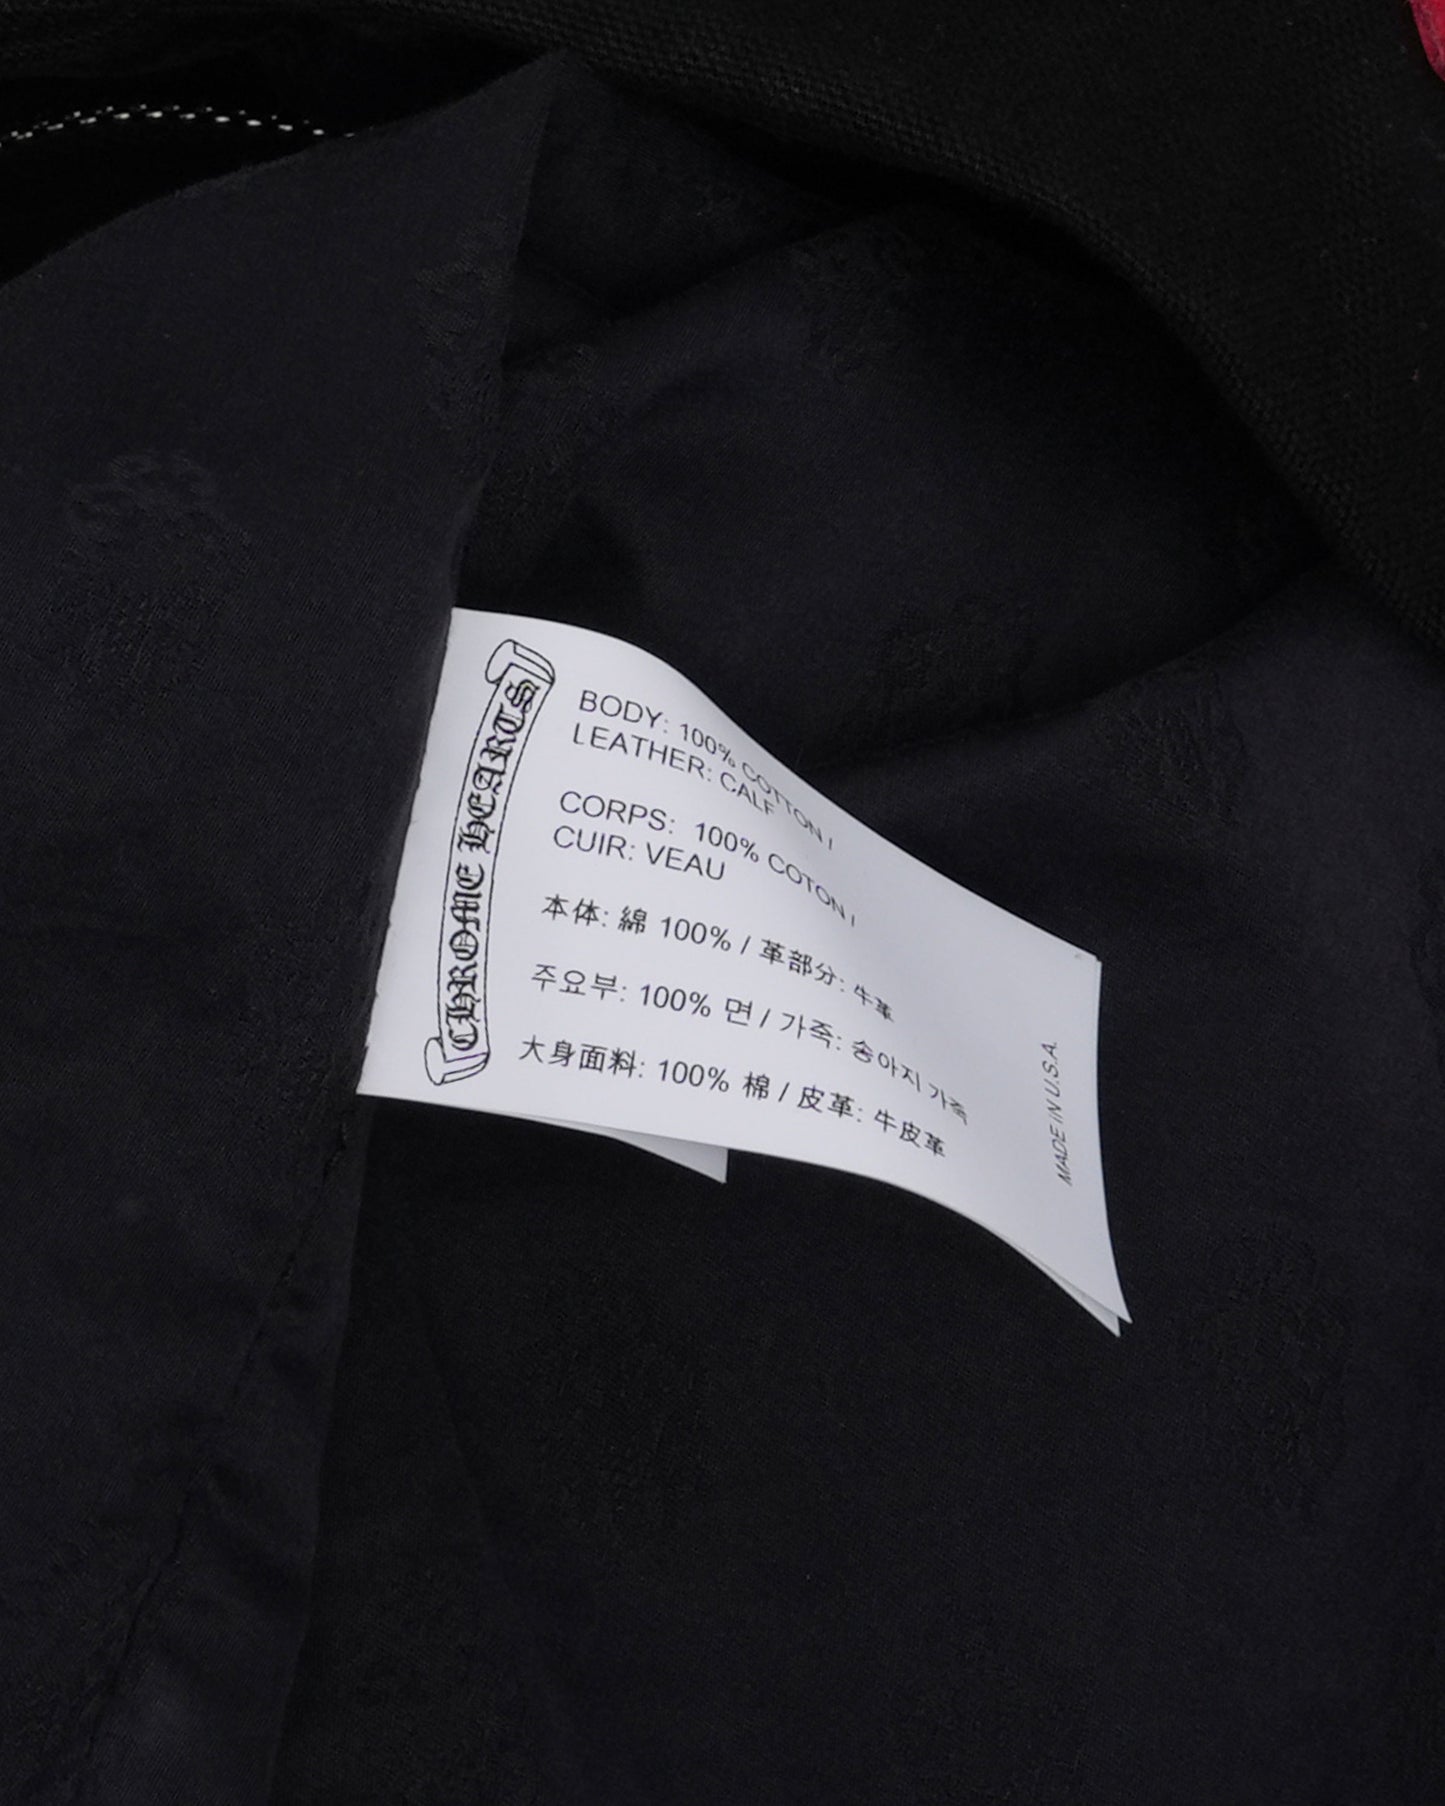 CHROME HEARTS
BODY: 100% COTTON /
LEATHER: CALF
CORPS: 100% COTON /
CUIR: VEAU
本体: 綿 100% / 革部分: 牛革
주요부: 100% 면 / 가죽: 송아지 가죽
大身面料: 100% 棉 / 皮革: 牛皮革
MADE IN U.S.A.